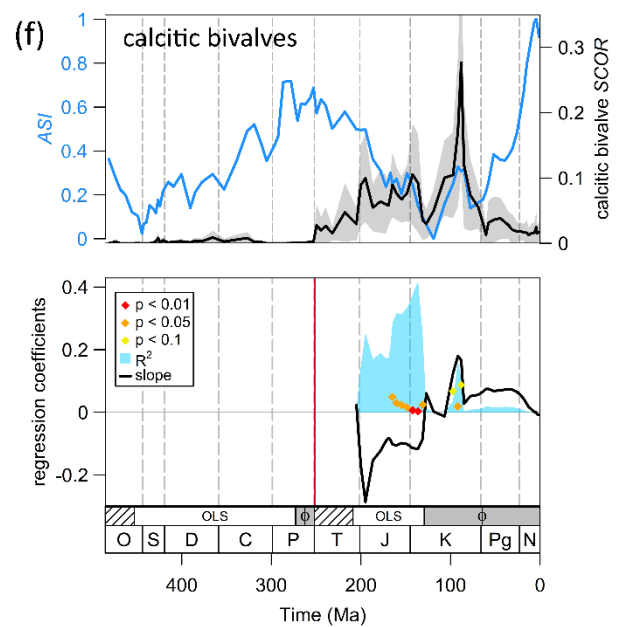 (f)
calcitic bivalves
1
0.8
0.6
0.4
0.2
0
ASI
0.3
0.2
0.1
0
calcitic bivalve SCOR
0.4
0.2
0
-0.2
regression coefficients
p < 0.01
p < 0.05
p < 0.1
R²
slope
OLS
OLS
O S D C P T J K Pg N
400 300 200 100 0
Time (Ma)